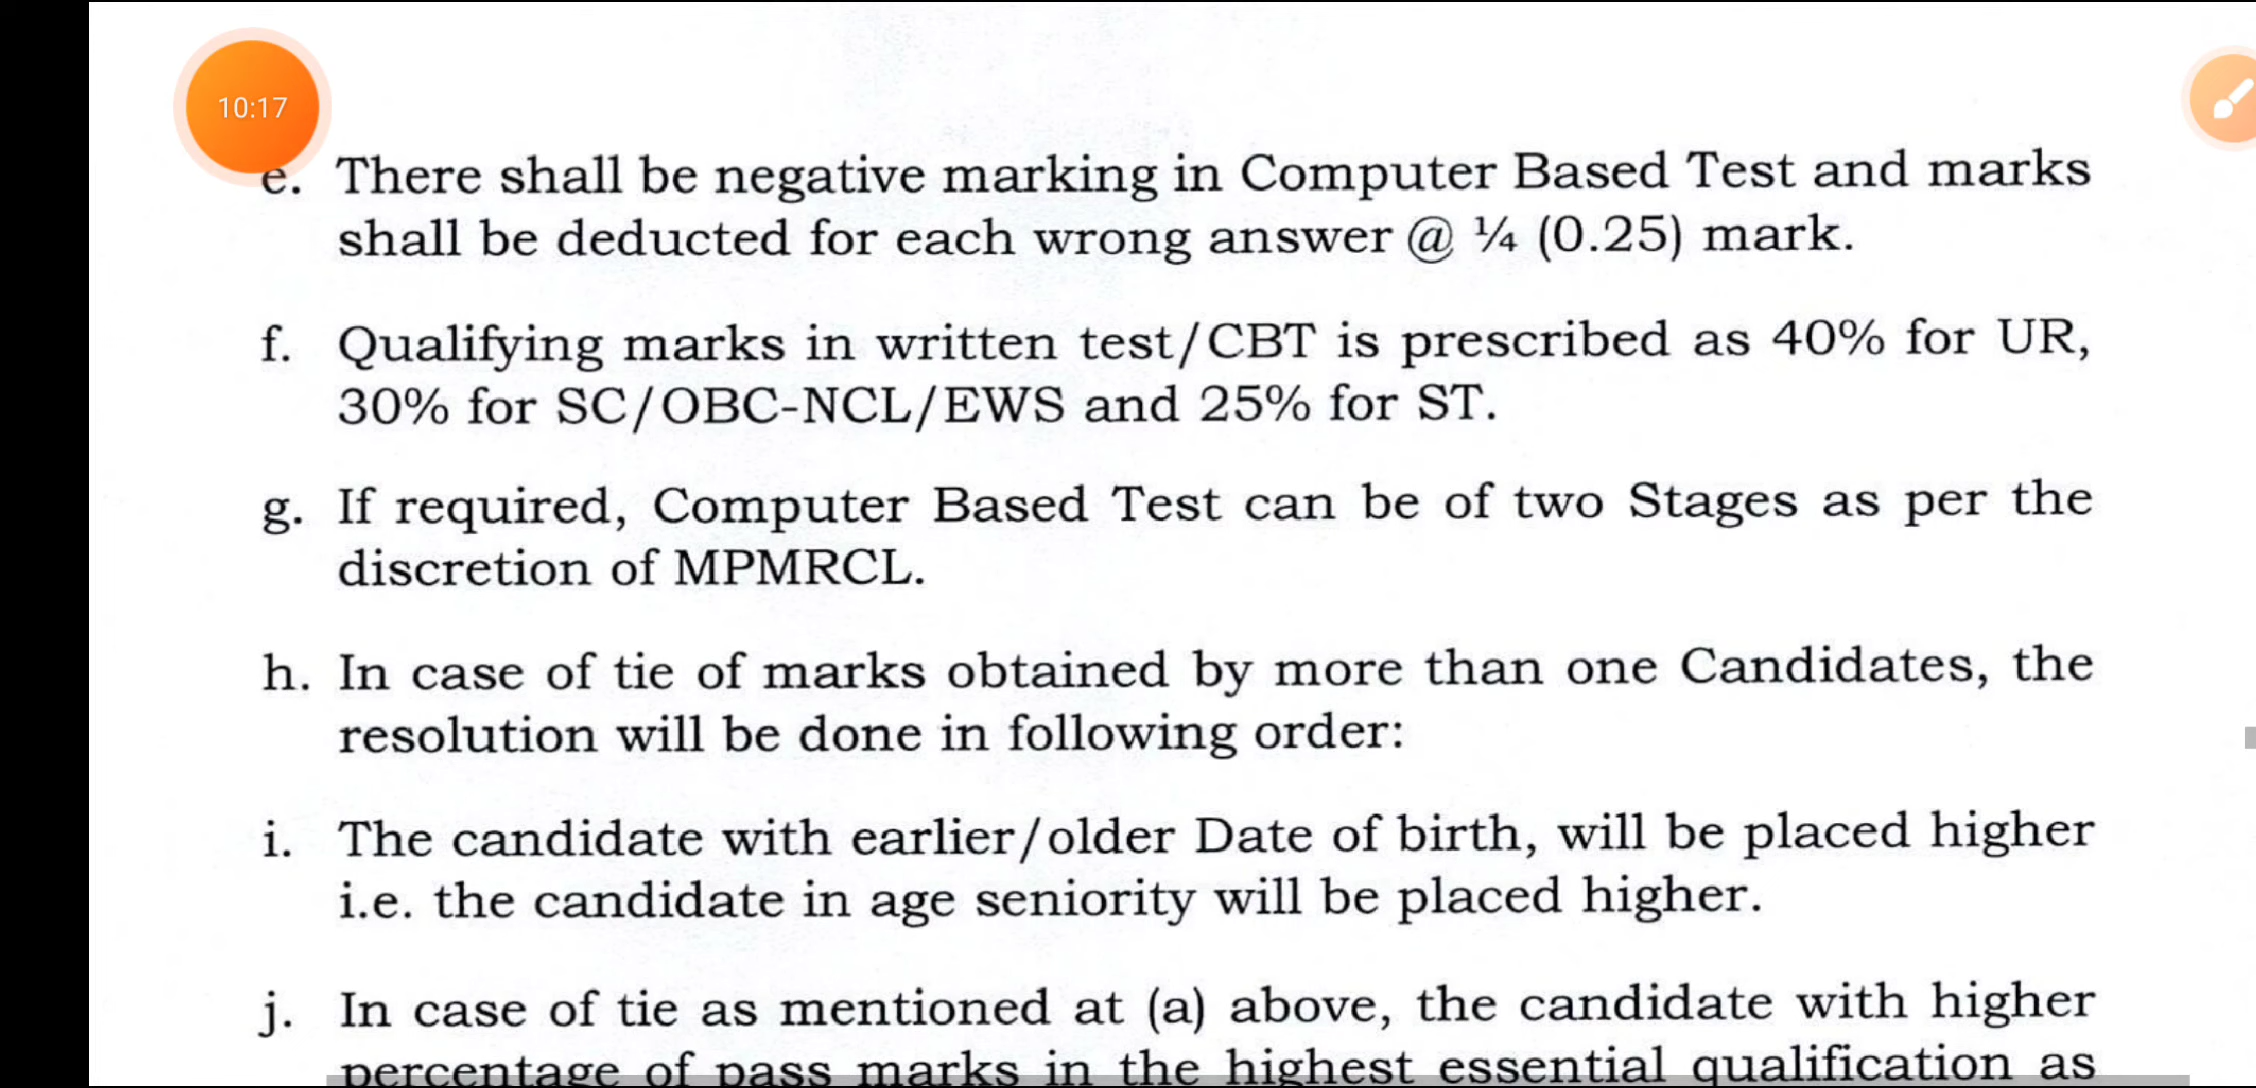 10:17
e. There shall be negative marking in Computer Based Test and marks
shall be deducted for each wrong answer @ ¼ (0.25) mark.
f. Qualifying marks in written test/CBT is prescribed as 40% for UR,
30% for SC/OBC-NCL/EWS and 25% for ST.
g. If required, Computer Based Test can be of two Stages as per the
discretion of MPMRCL.
h. In case of tie of marks obtained by more than one Candidates, the
resolution will be done in following order:
i. The candidate with earlier/older Date of birth, will be placed higher
i.e. the candidate in age seniority will be placed higher.
j. In case of tie as mentioned at (a) above, the candidate with higher
percentage of pass marks in the highest essential qualification as